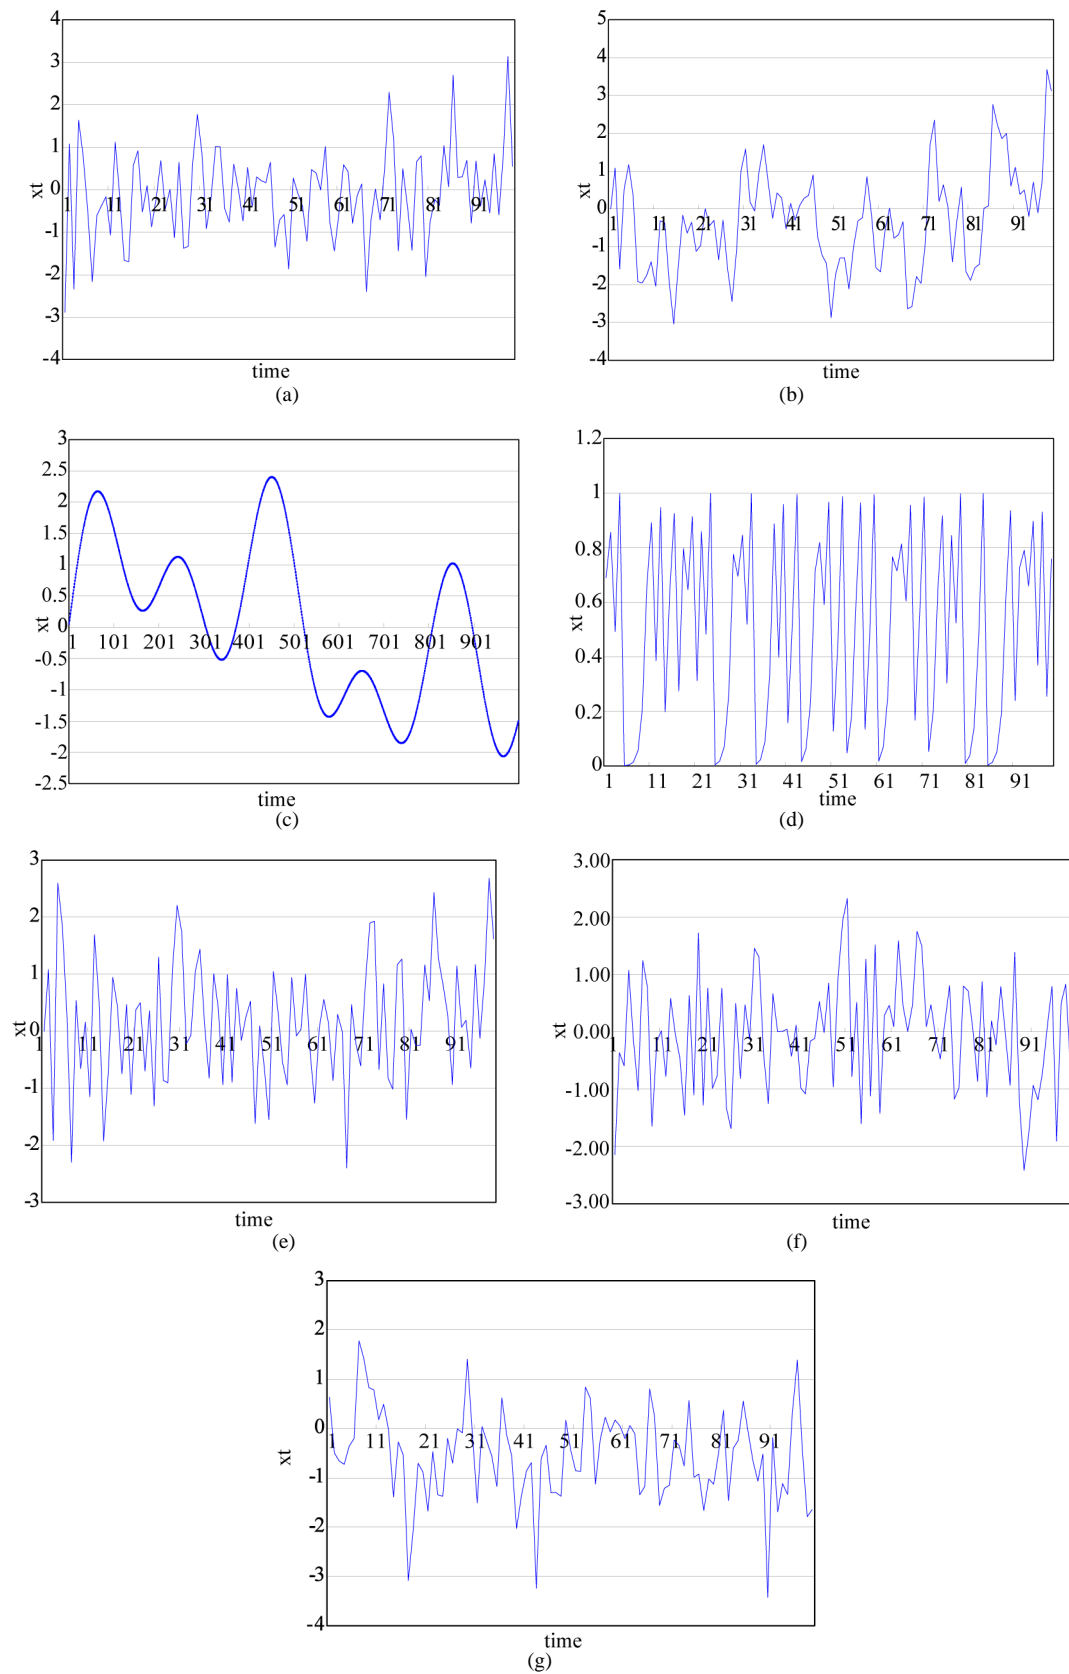 4
3
2
1
0
-1
-2
-3
-4
xt
1 11 21 31 41 51 61 71 81 91
time
(a)
5
4
3
2
1
0
-1
-2
-3
-4
xt
1 11 21 31 41 51 61 71 81 91
time
(b)
3
2.5
2
1.5
1
0.5
0
-0.5
-1
-1.5
-2
-2.5
xt
1 101 201 301 401 501 601 701 801 901
time
(c)
1.2
1
0.8
0.6
0.4
0.2
0
xt
1 11 21 31 41 51 61 71 81 91
time
(d)
3
2
1
0
-1
-2
-3
xt
1 11 21 31 41 51 61 71 81 91
time
(e)
3.00
2.00
1.00
0.00
-1.00
-2.00
-3.00
xt
1 11 21 31 41 51 61 71 81 91
time
(f)
3
2
1
0
-1
-2
-3
-4
xt
1 11 21 31 41 51 61 71 81 91
time
(g)